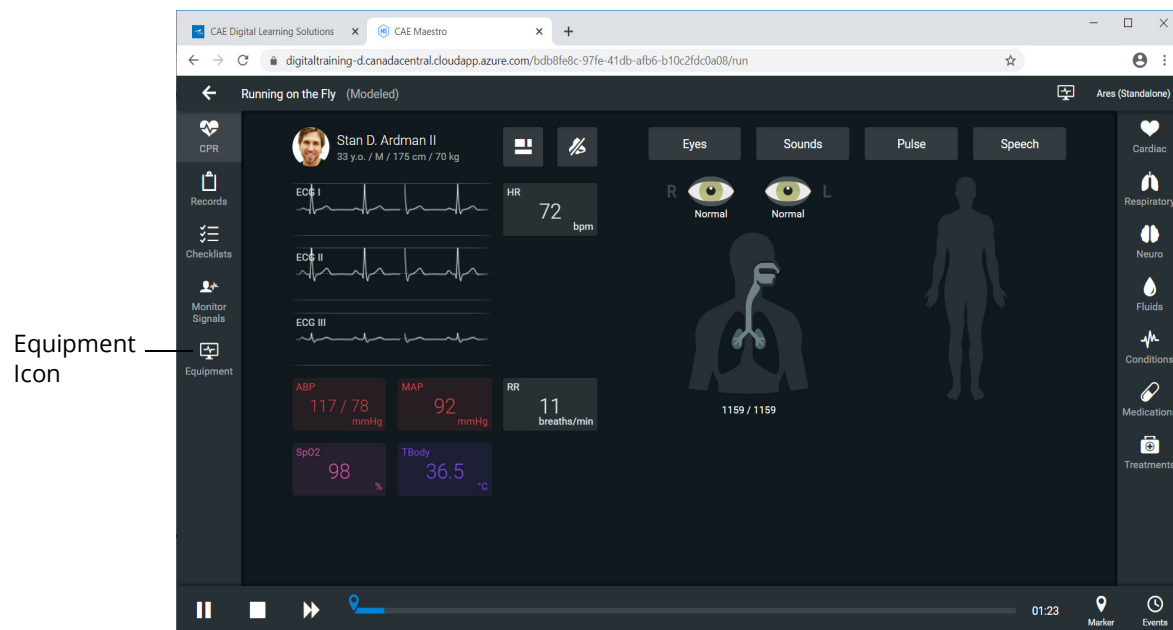 CAE Digital Learning Solutions
CAE Maestro
digitaltraining-d.canadacentral.cloudapp.azure.com/bdb8fe8c-97fe-41db-afb6-b10c2fdc0a08/run
Running on the Fly (Modeled)
Ares (Standalone)
CPR
Records
Checklists
Monitor
Signals
Equipment
Equipment
Icon
Stan D. Ardman II
33 y.o. / M / 175 cm / 70 kg
Eyes
Sounds
Pulse
Speech
ECG I
HR
72
bpm
ECG II
ECG III
ABP
117 / 78
mmHg
MAP
92
mmHg
RR
11
breaths/min
SpO2
98
%
TBody
36.5
°C
R
L
Normal
Normal
1159 / 1159
Cardiac
Respiratory
Neuro
Fluids
Conditions
Medication
Treatments
01:23
Marker
Events